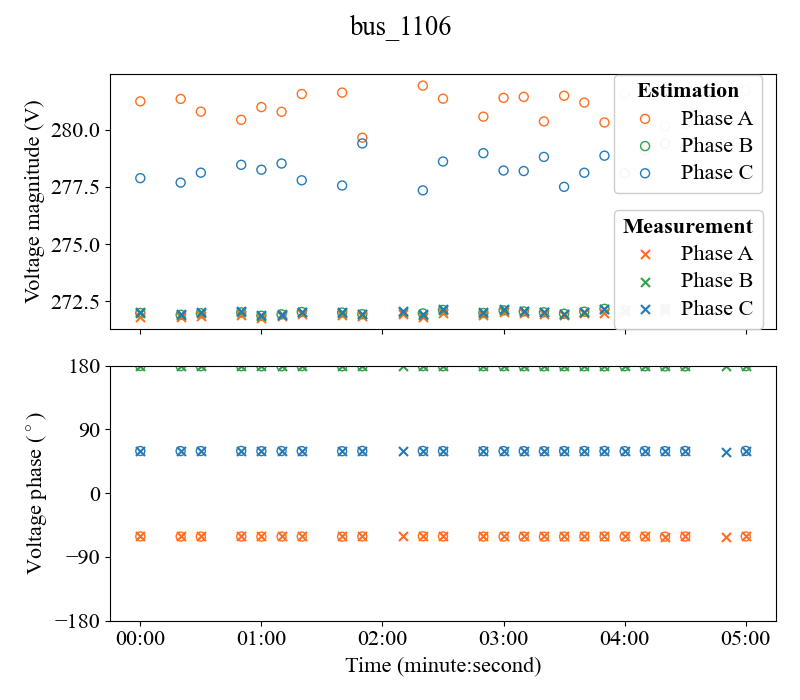 bus_1106
Voltage magnitude (V)
280.0
277.5
275.0
272.5
Estimation
Phase A
Phase B
Phase C
Measurement
Phase A
Phase B
Phase C
Voltage phase (°)
180
90
0
−90
−180
00:00 01:00 02:00 03:00 04:00 05:00
Time (minute:second)